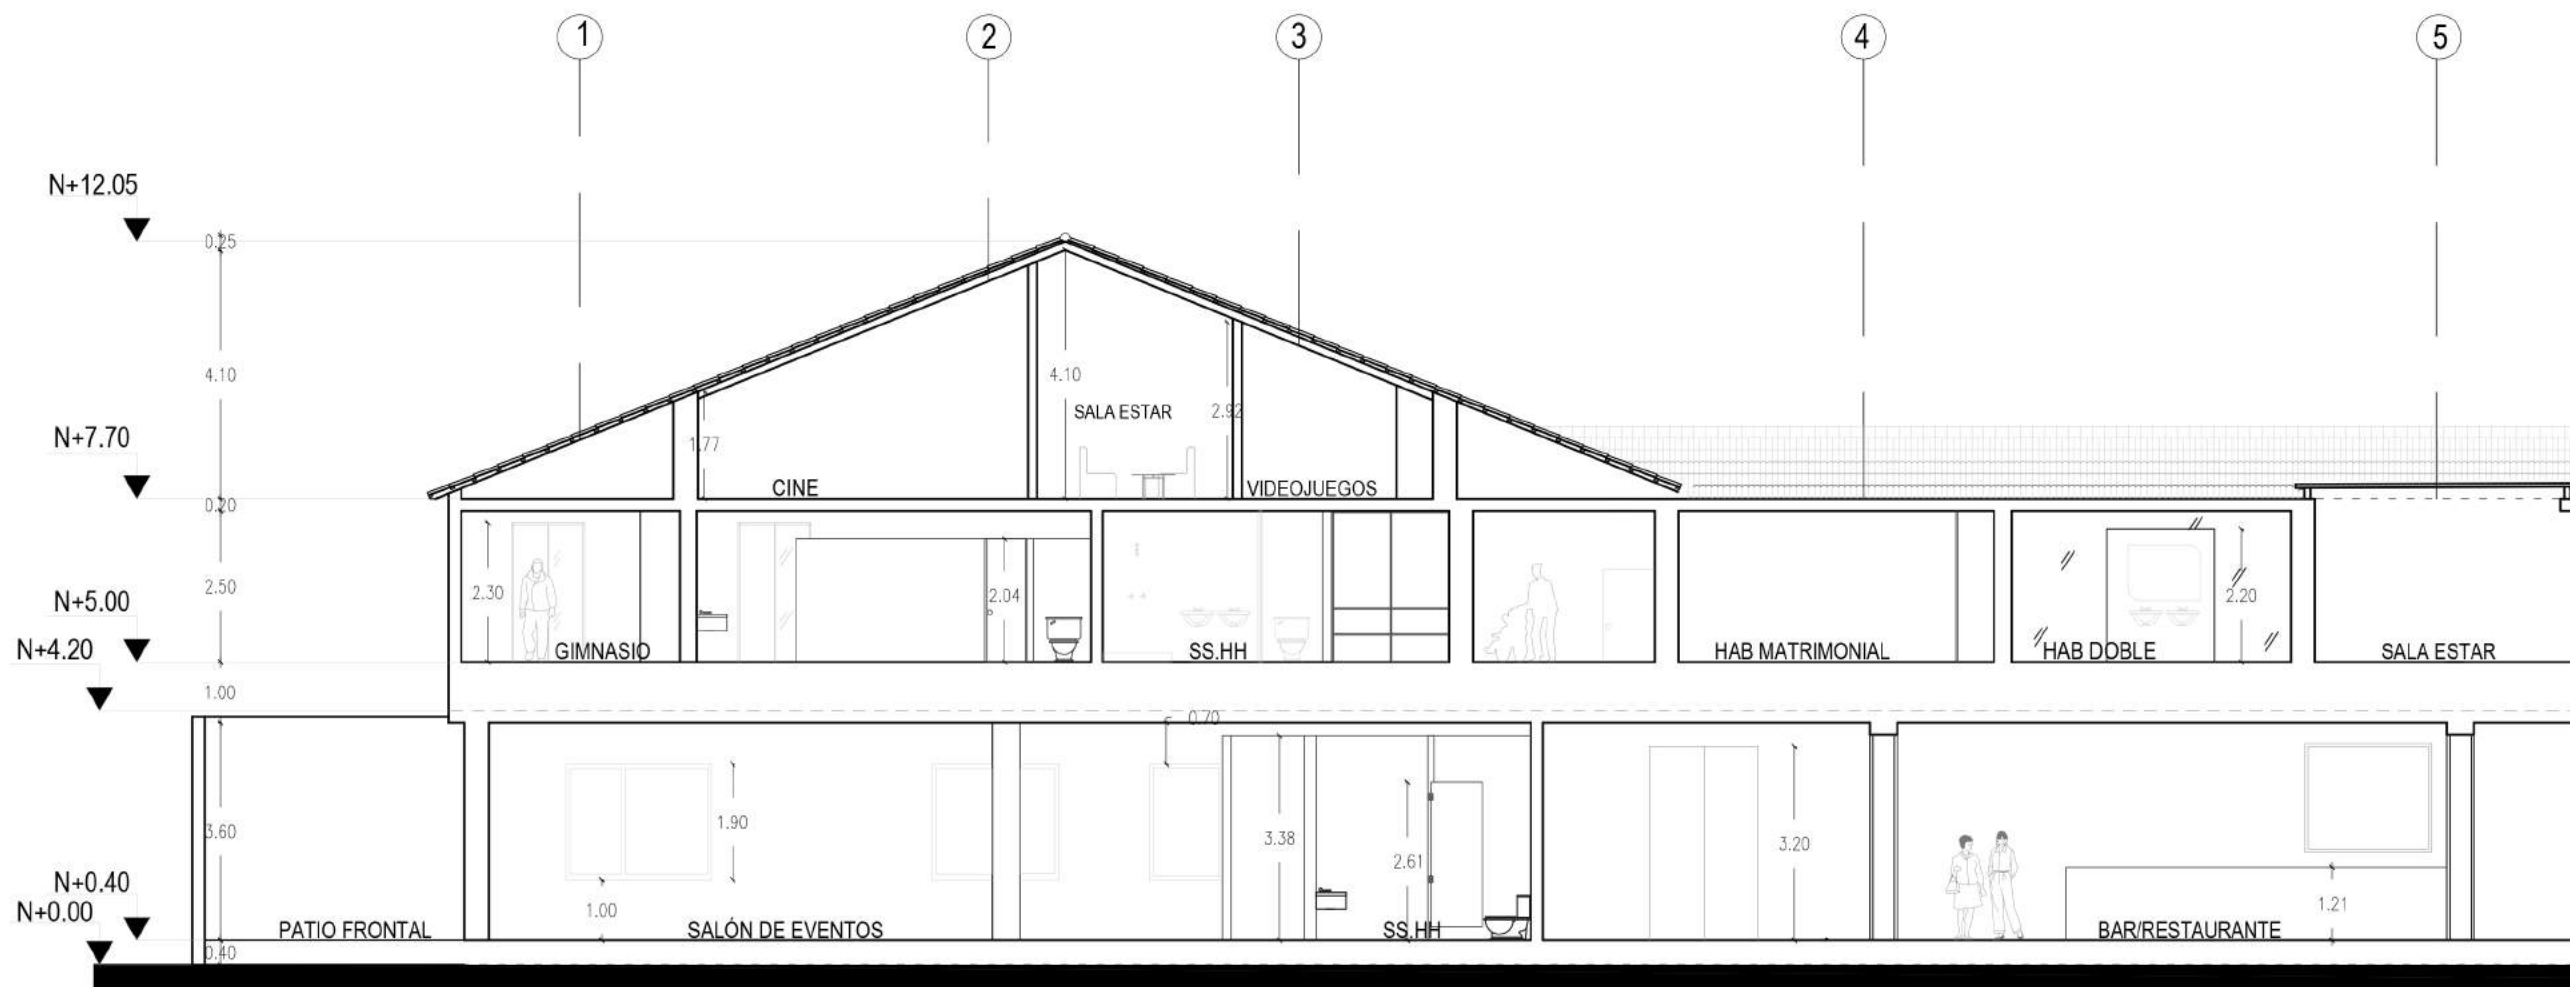 1
2
3
4
5
N+12.05
0.25
4.10
4.10
SALA ESTAR
2.92
N+7.70
1.77
CINE
VIDEOJUEGOS
0.20
2.50
2.30
2.04
2.20
N+5.00
GIMNASIO
SS.HH
HAB MATRIMONIAL
HAB DOBLE
SALA ESTAR
N+4.20
1.00
0.70
1.90
3.60
3.38
2.61
3.20
N+0.40
1.00
1.21
N+0.00
PATIO FRONTAL
SALÓN DE EVENTOS
SS.HH
BAR/RESTAURANTE
0.40